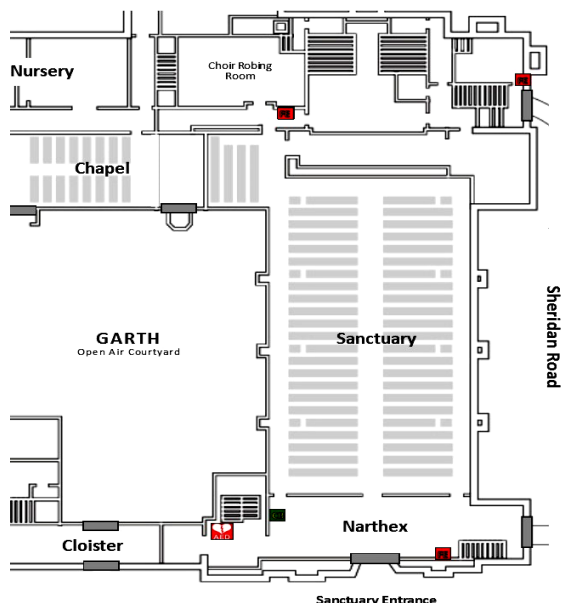 Choir Robing
Room
Nursery
Chapel
GARTH
Open Air Courtyard
Sanctuary
Sheridan Road
Narthex
AED
Cloister
Sanctuary Entrance